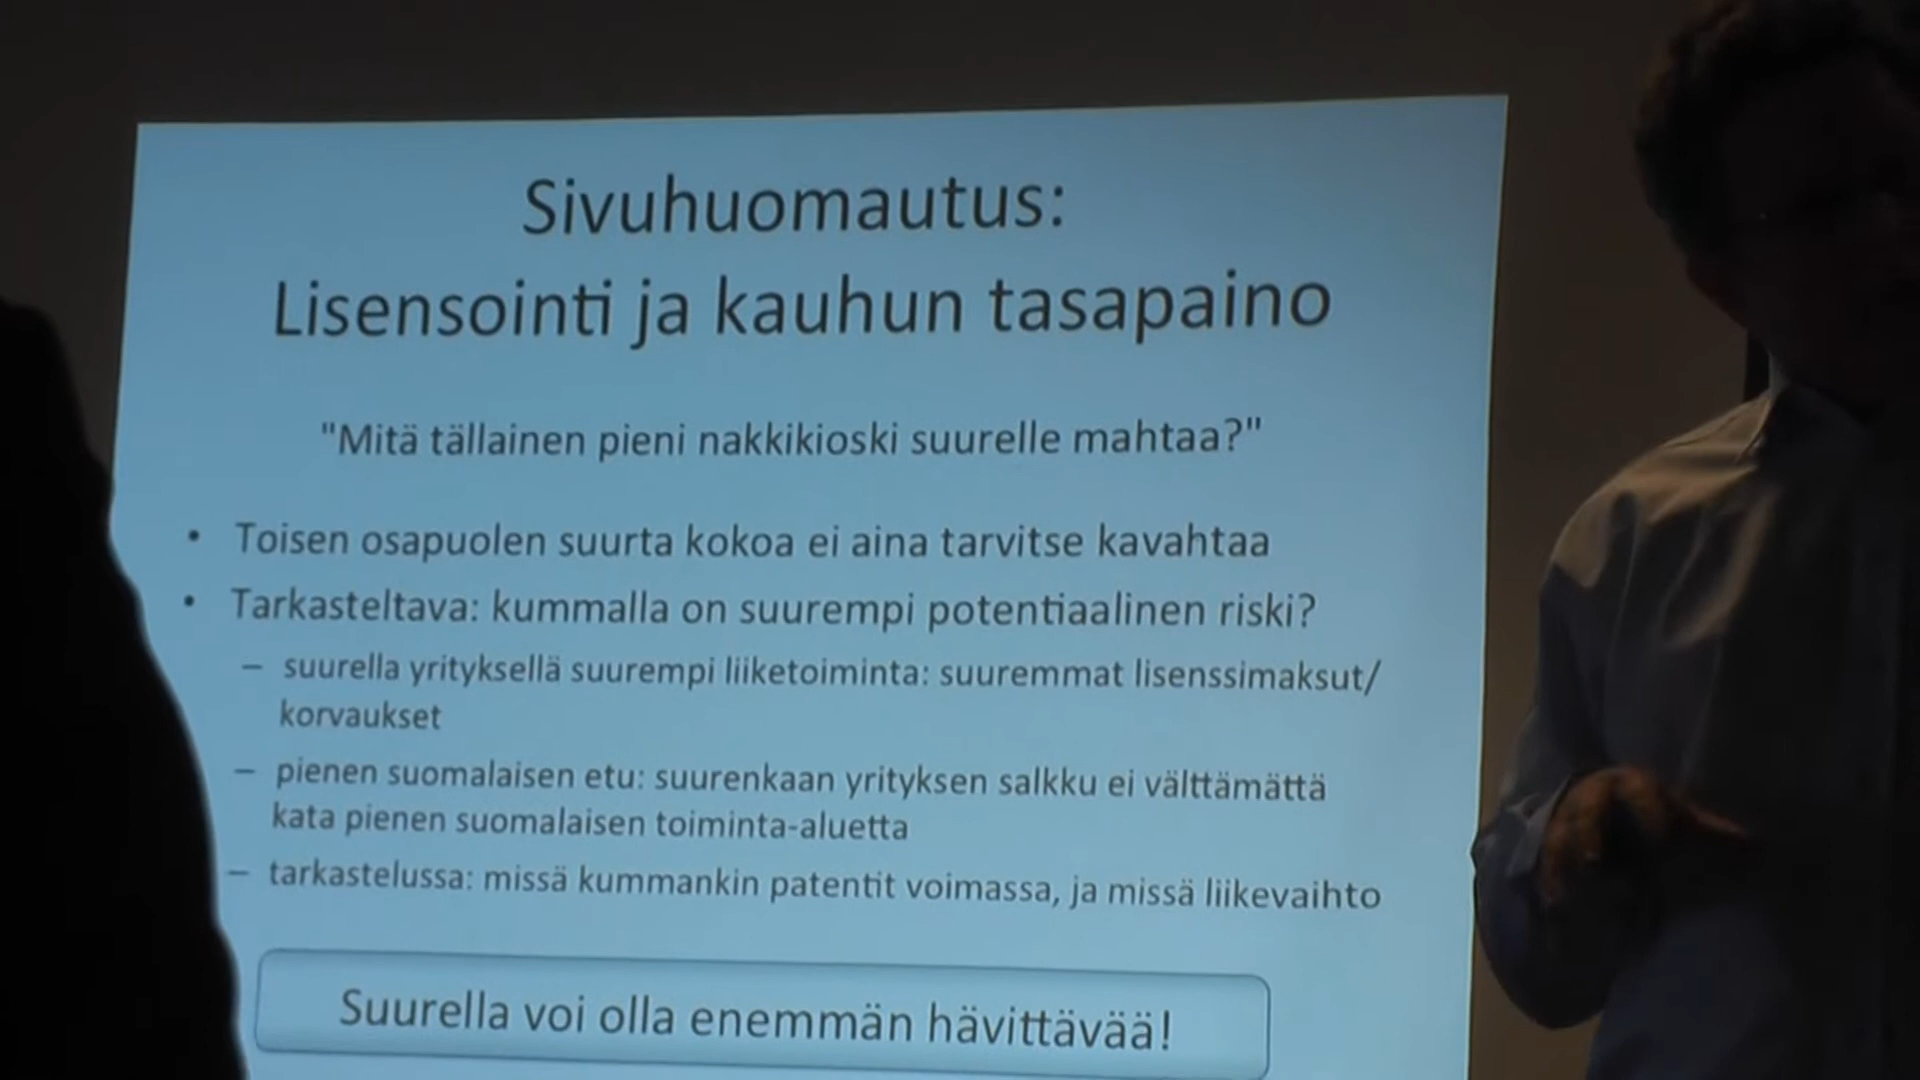 Sivuhuomautus:
Lisensointi ja kauhun tasapaino
"Mitä tällainen pieni nakkikioski suurelle mahtaa?"
• Toisen osapuolen suurta kokoa ei aina tarvitse kavahtaa
• Tarkasteltava: kummalla on suurempi potentiaalinen riski?
– suurella yrityksellä suurempi liiketoiminta: suuremmat lisenssimaksut/
korvaukset
– pienen suomalaisen etu: suurenkaan yrityksen salkku ei välttämättä
kata pienen suomalaisen toiminta-aluetta
– tarkastelussa: missä kummankin patentit voimassa, ja missä liikevaihto
Suurella voi olla enemmän hävittävää!